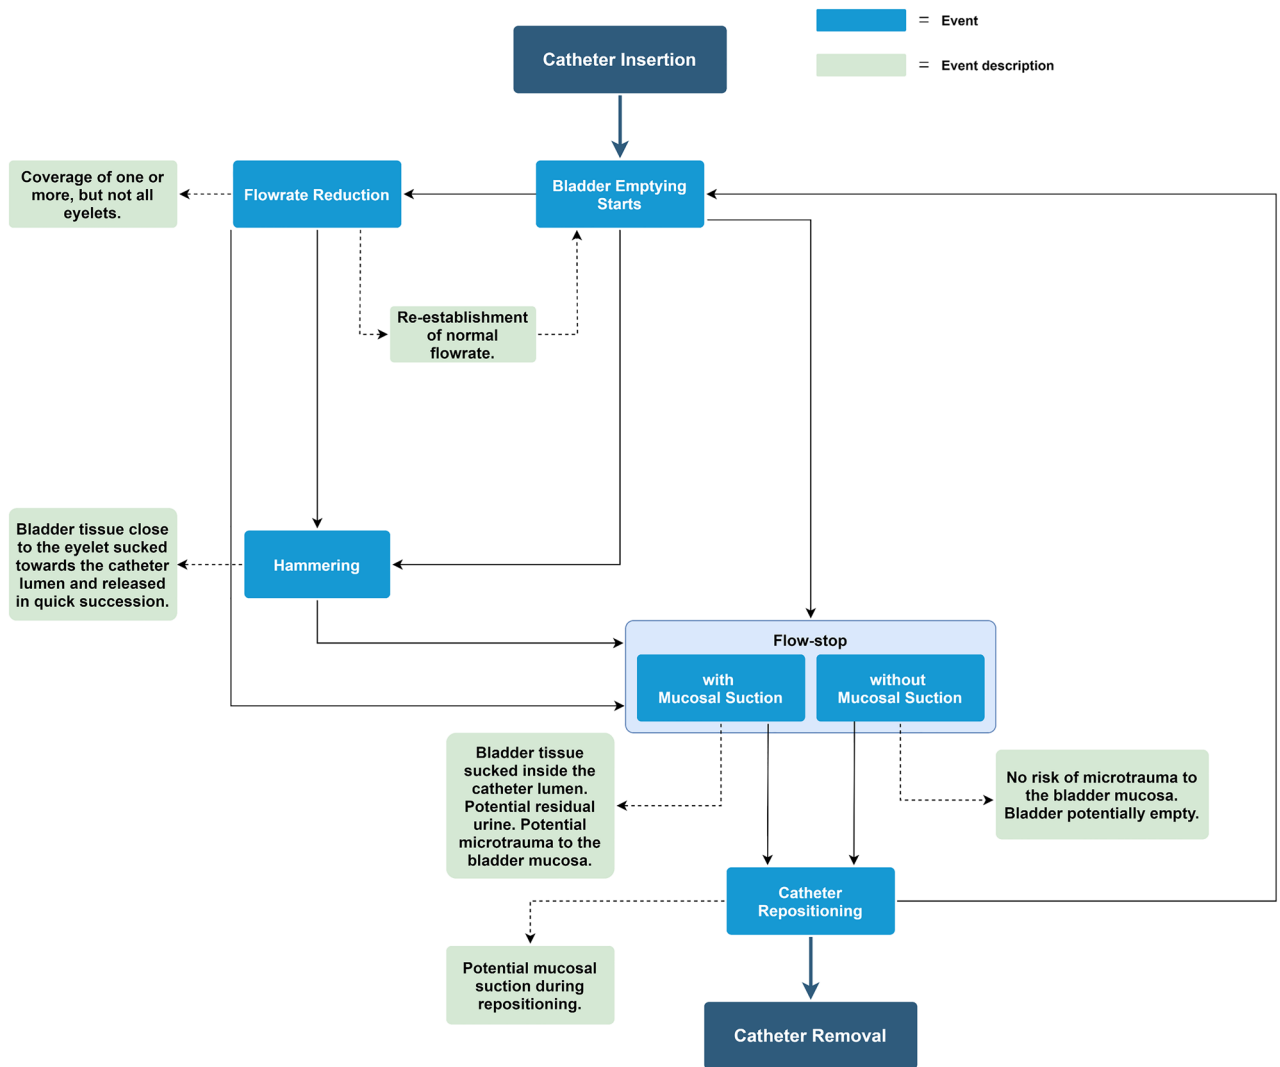 Catheter Insertion
= Event
= Event description
Coverage of one or
more, but not all
eyelets.
Flowrate Reduction
Bladder Emptying
Starts
Re-establishment
of normal
flowrate.
Bladder tissue close
to the eyelet sucked
towards the catheter
lumen and released
in quick succession.
Hammering
Flow-stop
with
Mucosal Suction
without
Mucosal Suction
Bladder tissue
sucked inside the
catheter lumen.
Potential residual
urine. Potential
microtrauma to the
bladder mucosa.
No risk of microtrauma to
the bladder mucosa.
Bladder potentially empty.
Catheter
Repositioning
Potential mucosal
suction during
repositioning.
Catheter Removal